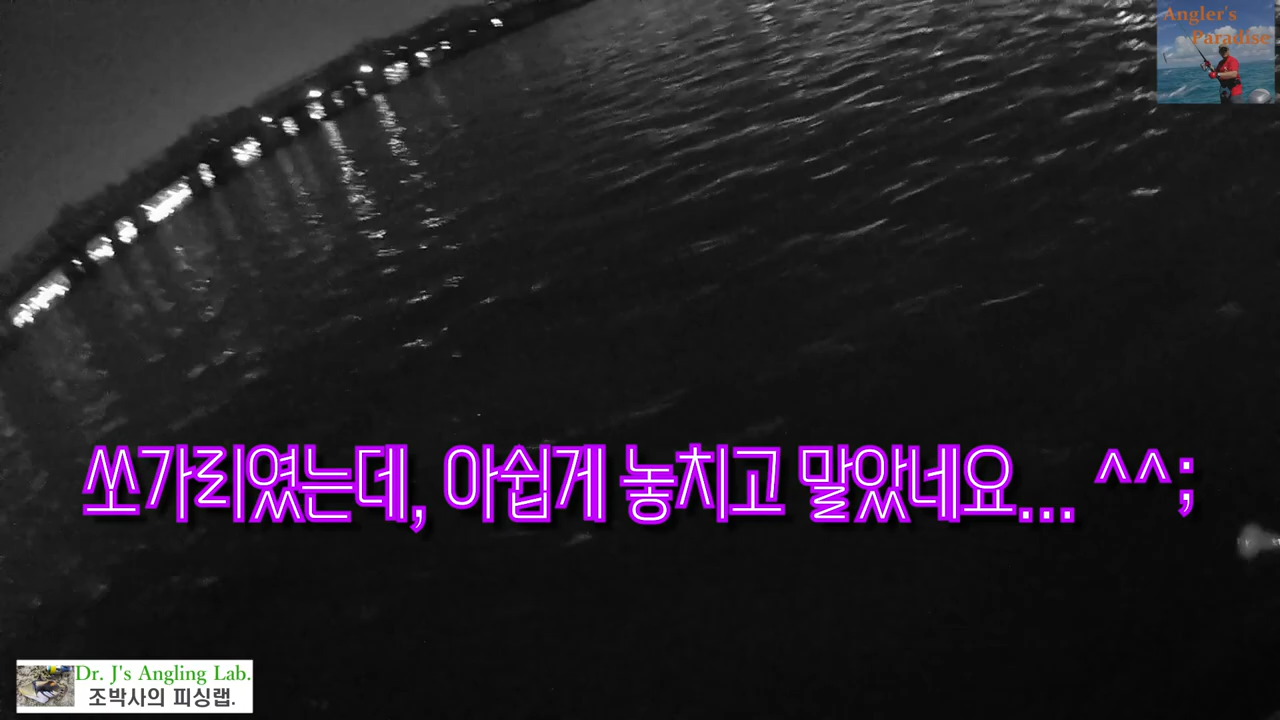 Angler's
Paradise
쏘가리였는데, 아쉽게 놓치고 말았네요... ^^;
Dr. J's Angling Lab.
조박사의 피싱랩.